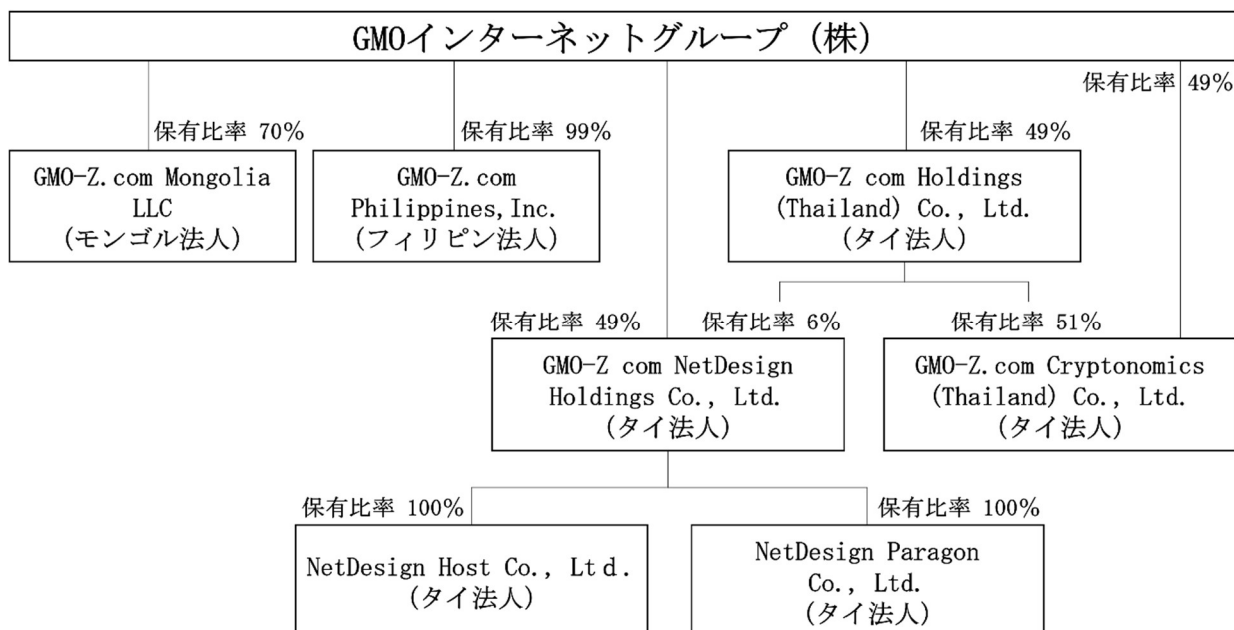 GMOインターネットグループ (株)
保有比率 49%
保有比率 70%
保有比率 99%
保有比率 49%
GMO-Z.com Mongolia
LLC
(モンゴル法人)
GMO-Z.com
Philippines,Inc.
(フィリピン法人)
GMO-Z com Holdings
(Thailand) Co., Ltd.
(タイ法人)
保有比率 49%
保有比率 6%
保有比率 51%
GMO-Z com NetDesign
Holdings Co., Ltd.
(タイ法人)
GMO-Z.com Cryptonomics
(Thailand) Co., Ltd.
(タイ法人)
保有比率 100%
保有比率 100%
NetDesign Host Co., Ltd.
(タイ法人)
NetDesign Paragon
Co., Ltd.
(タイ法人)